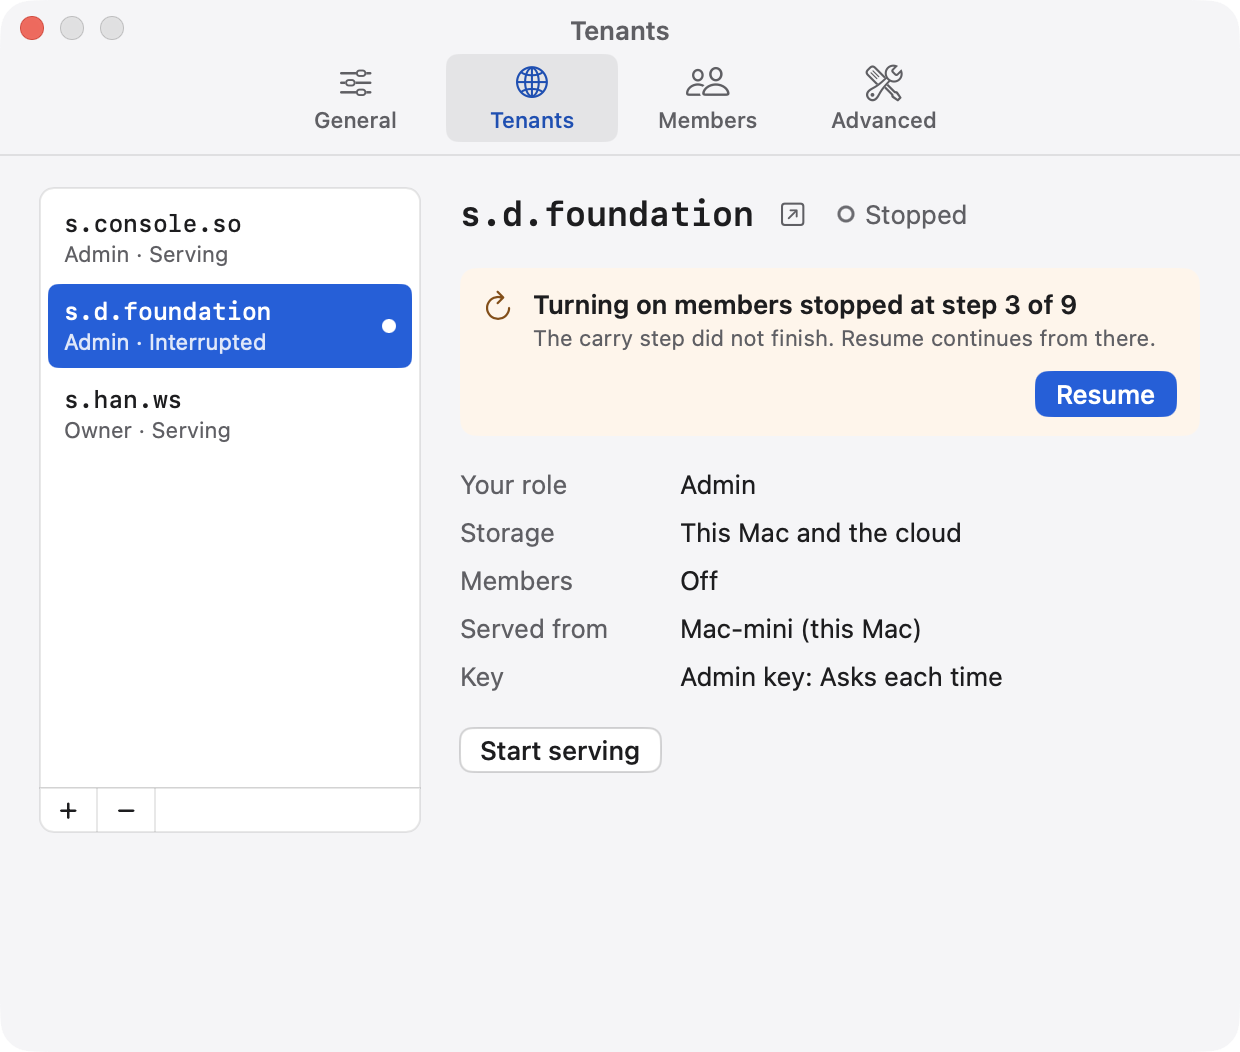 Tenants
General
Tenants
Members
Advanced
s.console.so
Admin · Serving
s.d.foundation
Admin · Interrupted
s.han.ws
Owner · Serving
+
−
s.d.foundation
Stopped
Turning on members stopped at step 3 of 9
The carry step did not finish. Resume continues from there.
Resume
Your role Admin
Storage This Mac and the cloud
Members Off
Served from Mac-mini (this Mac)
Key Admin key: Asks each time
Start serving